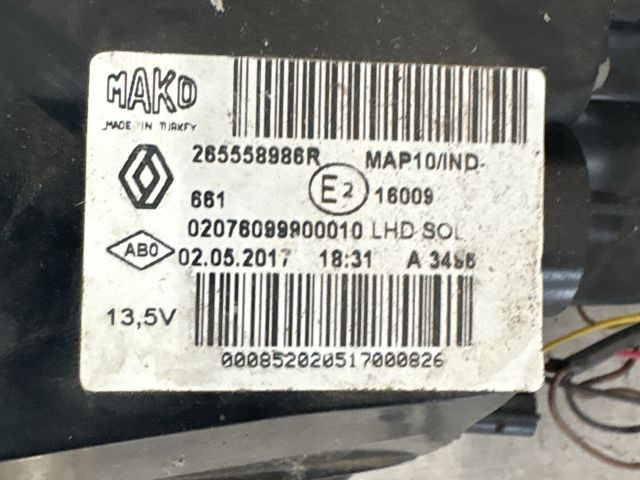 MAKO
MADE IN TURKEY
265558986R MAP10/IND-
661 E2 16009
02076099900010 LHD SOL
ABO 02.05.2017 18:31 A 3496
13,5V
000852020517000826